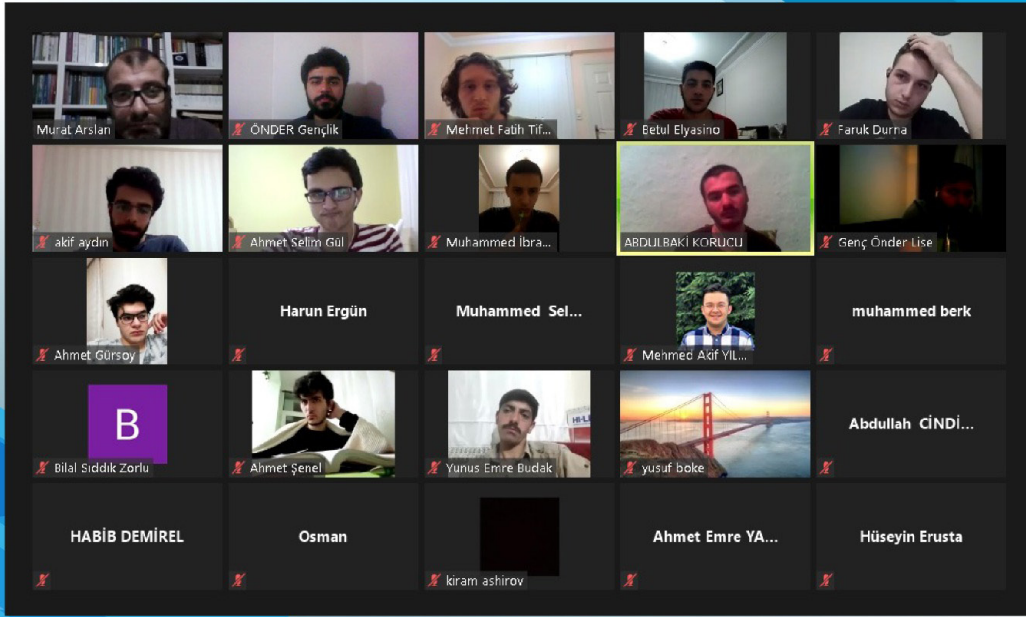 Murat Arslan
ÖNDER Gençlik
Mehmet Fatih Tif...
Betul Elyasino
Faruk Durna
akif aydın
Ahmet Selim Gül
Muhammed İbra...
ABDULBAKİ KORUCU
Genç Önder Lise
Ahmet Gürsoy
Harun Ergün
Muhammed Sel...
Mehmed Akif YIL...
muhammed berk
B
Bilal Sıddık Zorlu
Ahmet Şenel
HI-LE
Yunus Emre Budak
yusuf boke
Abdullah CİNDİ...
HABİB DEMİREL
Osman
kiram ashirov
Ahmet Emre YA...
Hüseyin Erusta